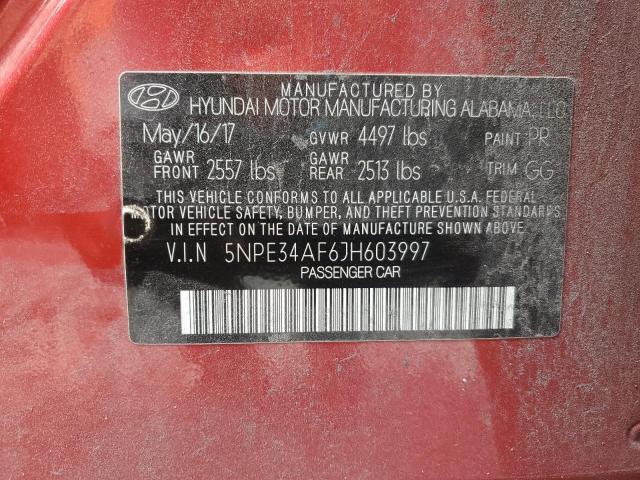 MANUFACTURED BY
HYUNDAI MOTOR MANUFACTURING ALABAMA, LLC
May/16/17 GVWR 4497 lbs PAINT PR
GAWR FRONT 2557 lbs GAWR REAR 2513 lbs TRIM GG
THIS VEHICLE CONFORMS TO ALL APPLICABLE U.S.A. FEDERAL
MOTOR VEHICLE SAFETY, BUMPER, AND THEFT PREVENTION STANDARDS
IN EFFECT ON THE DATE OF MANUFACTURE SHOWN ABOVE.
V.I.N 5NPE34AF6JH603997
PASSENGER CAR